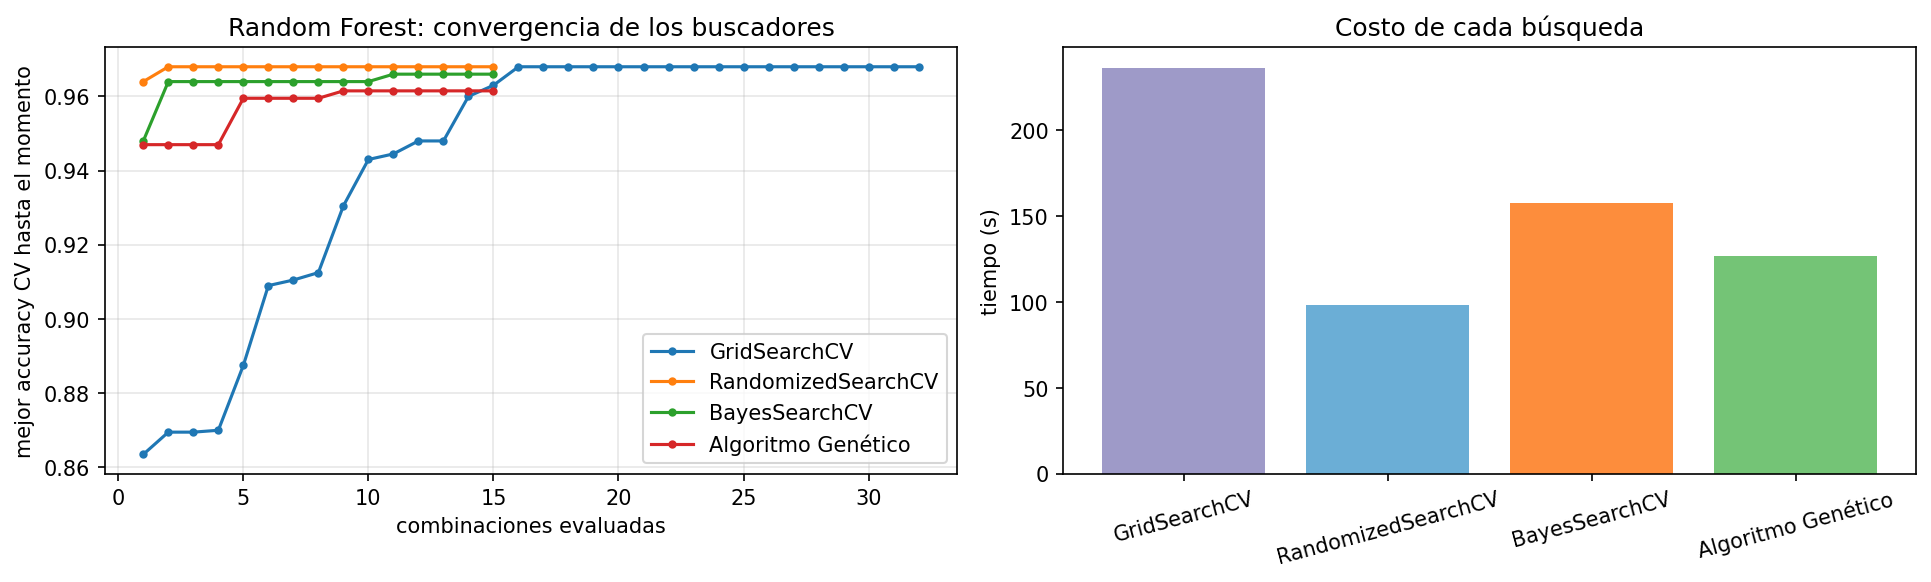 Random Forest: convergencia de los buscadores
mejor accuracy CV hasta el momento
0.96
0.94
0.92
0.90
0.88
0.86
0 5 10 15 20 25 30
combinaciones evaluadas
GridSearchCV
RandomizedSearchCV
BayesSearchCV
Algoritmo Genético
Costo de cada búsqueda
tiempo (s)
200
150
100
50
0
GridSearchCV
RandomizedSearchCV
BayesSearchCV
Algoritmo Genético